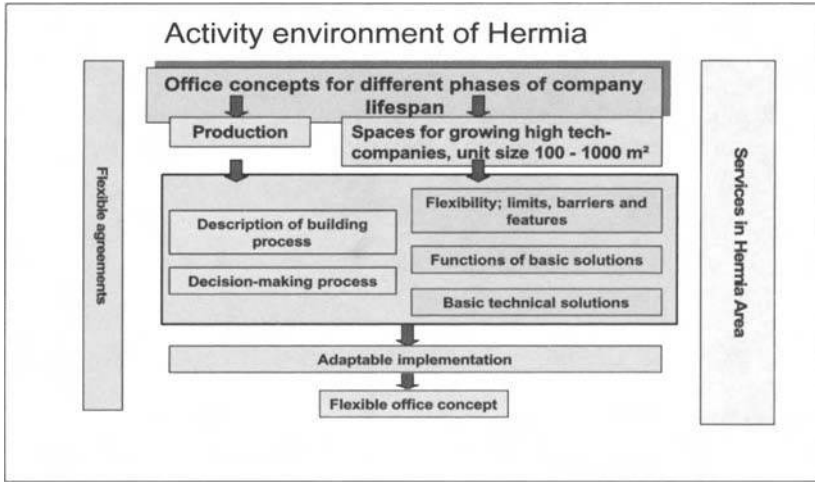 Activity environment of Hermia
Office concepts for different phases of company
lifespan
Production
Spaces for growing high tech-
companies, unit size 100 - 1000 m²
Flexible agreements
Description of building
process
Decision-making process
Flexibility; limits, barriers and
features
Functions of basic solutions
Basic technical solutions
Services in Hermia Area
Adaptable implementation
Flexible office concept